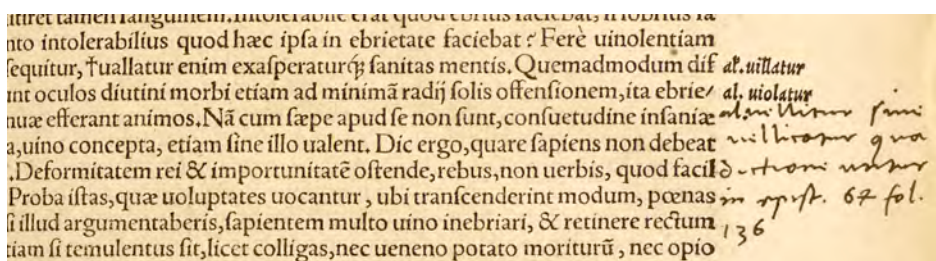 nto intolerabilius quod hæc ipſa in ebrietate faciebat? Ferè uinolentiam
ſequitur, †uallatur enim exaſperaturq́ꝫ ſanitas mentis. Quemadmodum diſ
unt oculos diutini morbi etiam ad minimã radij ſolis offenſionem, ita ebrie/
nuæ efferant animos. Nã cum ſæpe apud ſe non ſunt, conſuetudine inſaniæ
a, uino concepta, etiam ſine illo ualent. Dic ergo, quare ſapiens non debeat
. Deformitatem rei & importunitatẽ oſtende, rebus, non uerbis, quod facil
Proba iſtas, quæ uoluptates uocantur, ubi tranſcenderint modum, pœnas
i illud argumentaberis, ſapientem multo uino inebriari, & retinere rectum
tiam ſi temulentus ſit, licet colligas, nec ueneno potato moriturũ, nec opio
al. uillatur
al. uiolatur
in epist. 67 fol.
136